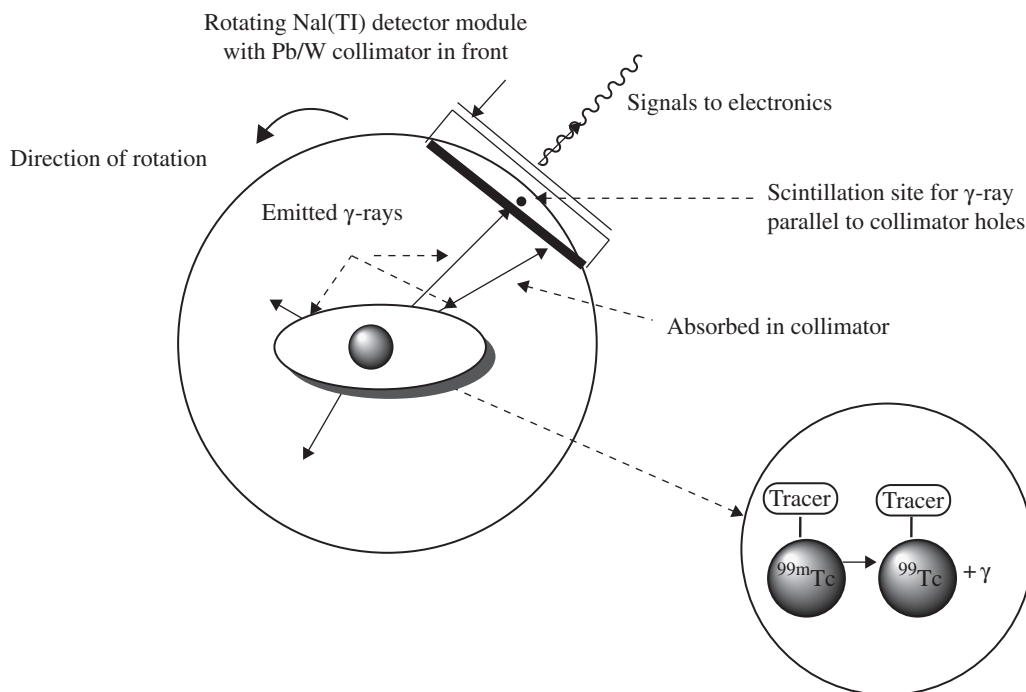 Rotating NaI(TI) detector module
with Pb/W collimator in front
Signals to electronics
Direction of rotation
Scintillation site for γ-ray
parallel to collimator holes
Emitted γ-rays
Absorbed in collimator
Tracer
Tracer
99mTc
99Tc
+ γ